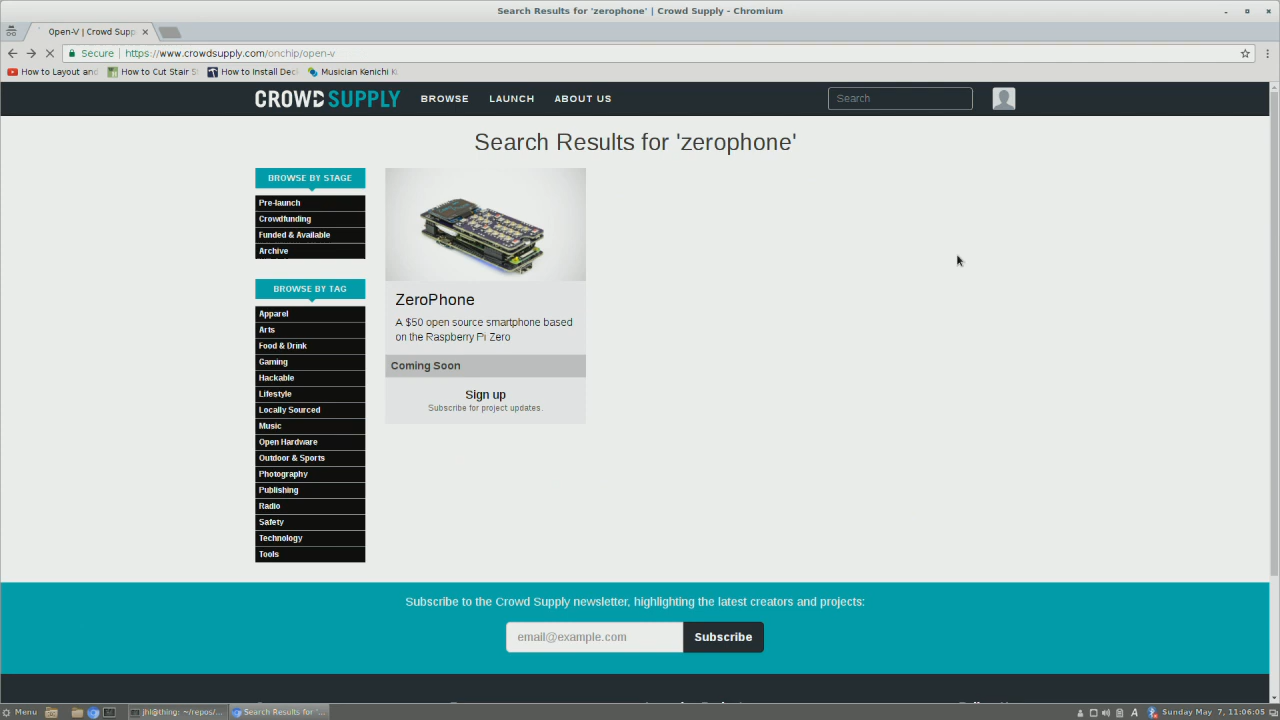 Search Results for 'zerophone' | Crowd Supply - Chromium
Open-V | Crowd Supp
Secure https://www.crowdsupply.com/onchip/open-v
How to Layout and
How to Cut Stair S
How to Install Dec
Musician Kenichi K
CROWD SUPPLY
BROWSE
LAUNCH
ABOUT US
Search
Search Results for 'zerophone'
BROWSE BY STAGE
Pre-launch
Crowdfunding
Funded & Available
Archive
BROWSE BY TAG
Apparel
Arts
Food & Drink
Gaming
Hackable
Lifestyle
Locally Sourced
Music
Open Hardware
Outdoor & Sports
Photography
Publishing
Radio
Safety
Technology
Tools
ZeroPhone
A $50 open source smartphone based
on the Raspberry Pi Zero
Coming Soon
Sign up
Subscribe for project updates.
Subscribe to the Crowd Supply newsletter, highlighting the latest creators and projects:
email@example.com
Subscribe
Menu
jhl@thing: ~/repos/...
Search Results for '...
A
Sunday May 7, 11:06:05